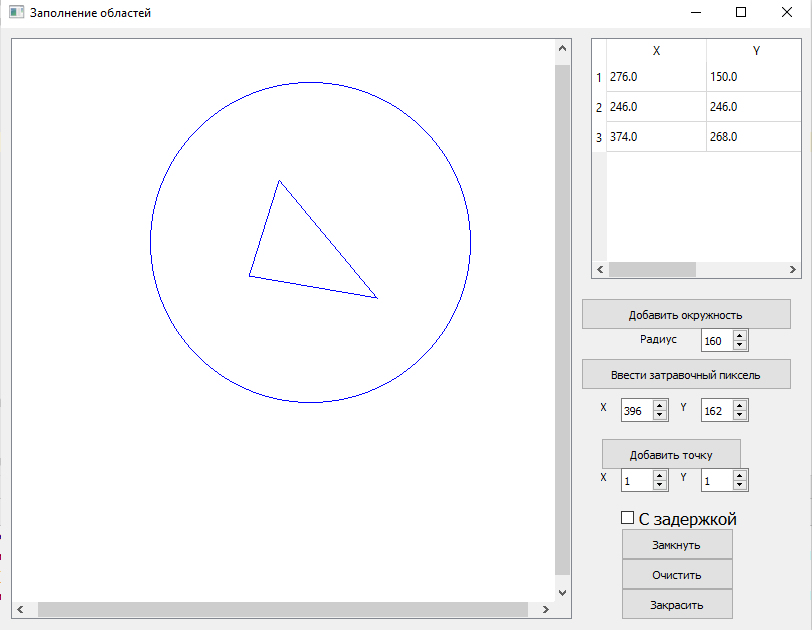 Заполнение областей
X Y
1 276.0 150.0
2 246.0 246.0
3 374.0 268.0
Добавить окружность
Радиус 160
Ввести затравочный пиксель
X 396 Y 162
Добавить точку
X 1 Y 1
С задержкой
Замкнуть
Очистить
Закрасить